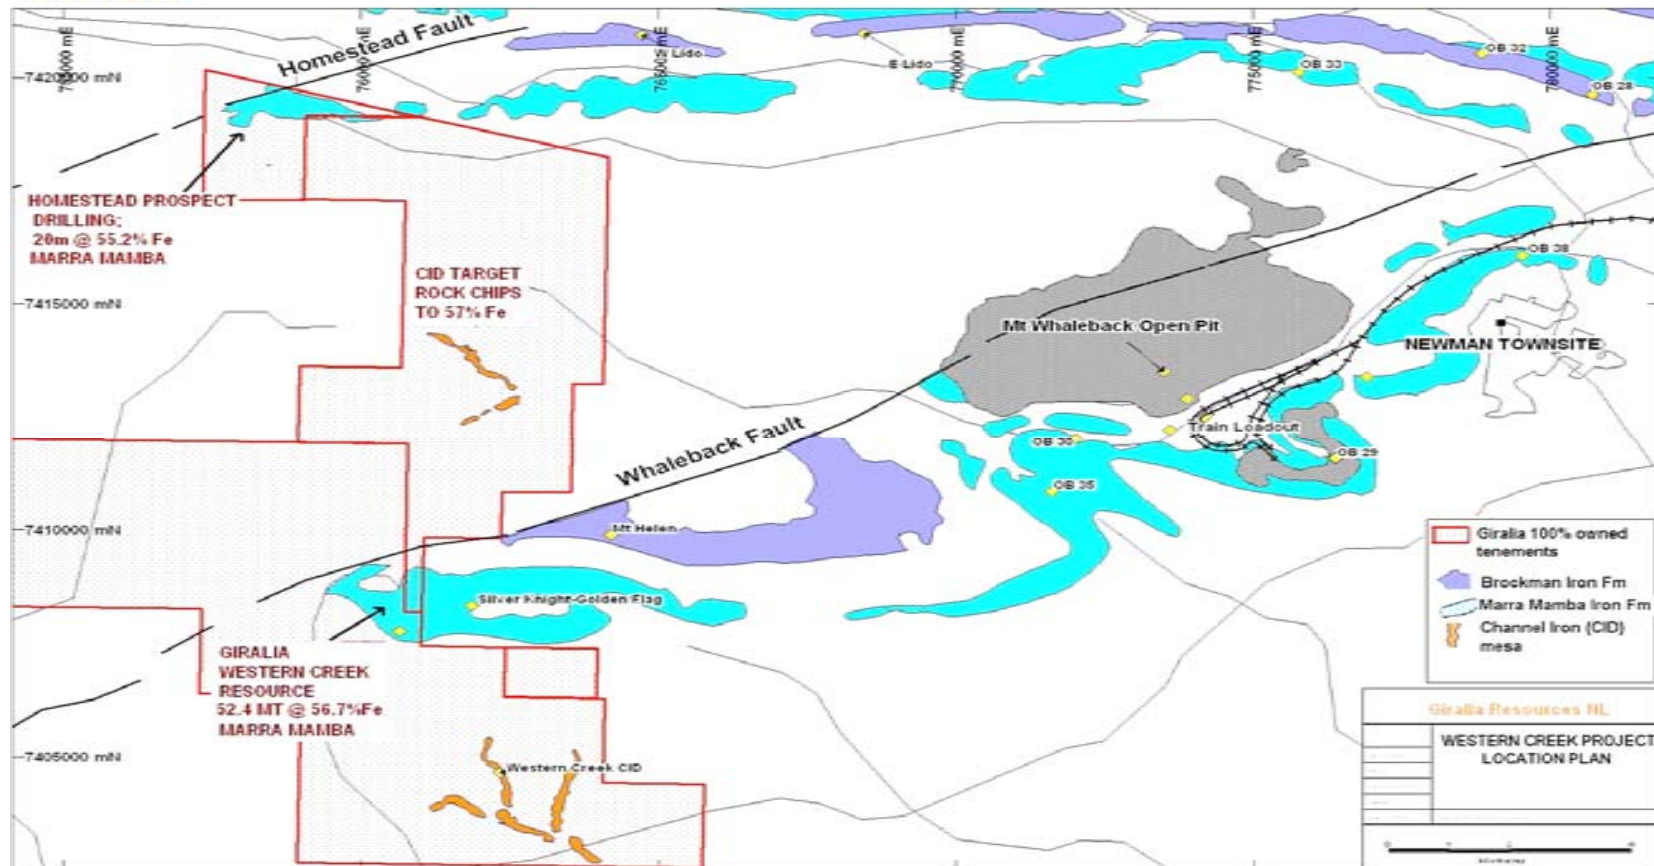 755000 mE
760000 mE
765000 mE
770000 mE
775000 mE
780000 mE
7420000 mN
7415000 mN
7410000 mN
7405000 mN
Homestead Fault
W Lido
E Lido
OB 33
OB 32
OB 28
HOMESTEAD PROSPECT
DRILLING;
20m @ 55.2% Fe
MARRA MAMBA
CID TARGET
ROCK CHIPS
TO 57% Fe
Mt Whaleback Open Pit
OB 38
NEWMAN TOWNSITE
Whaleback Fault
Train Loadout
OB 30
OB 29
OB 35
Mt Helen
Silver Knight-Golden Flag
GIRALIA
WESTERN CREEK
RESOURCE
52.4 MT @ 56.7%Fe
MARRA MAMBA
Western Creek CID
Giralia 100% owned
tenements
Brockman Iron Fm
Marra Mamba Iron Fm
Channel Iron (CID)
mesa
Giralia Resources NL
WESTERN CREEK PROJECT
LOCATION PLAN